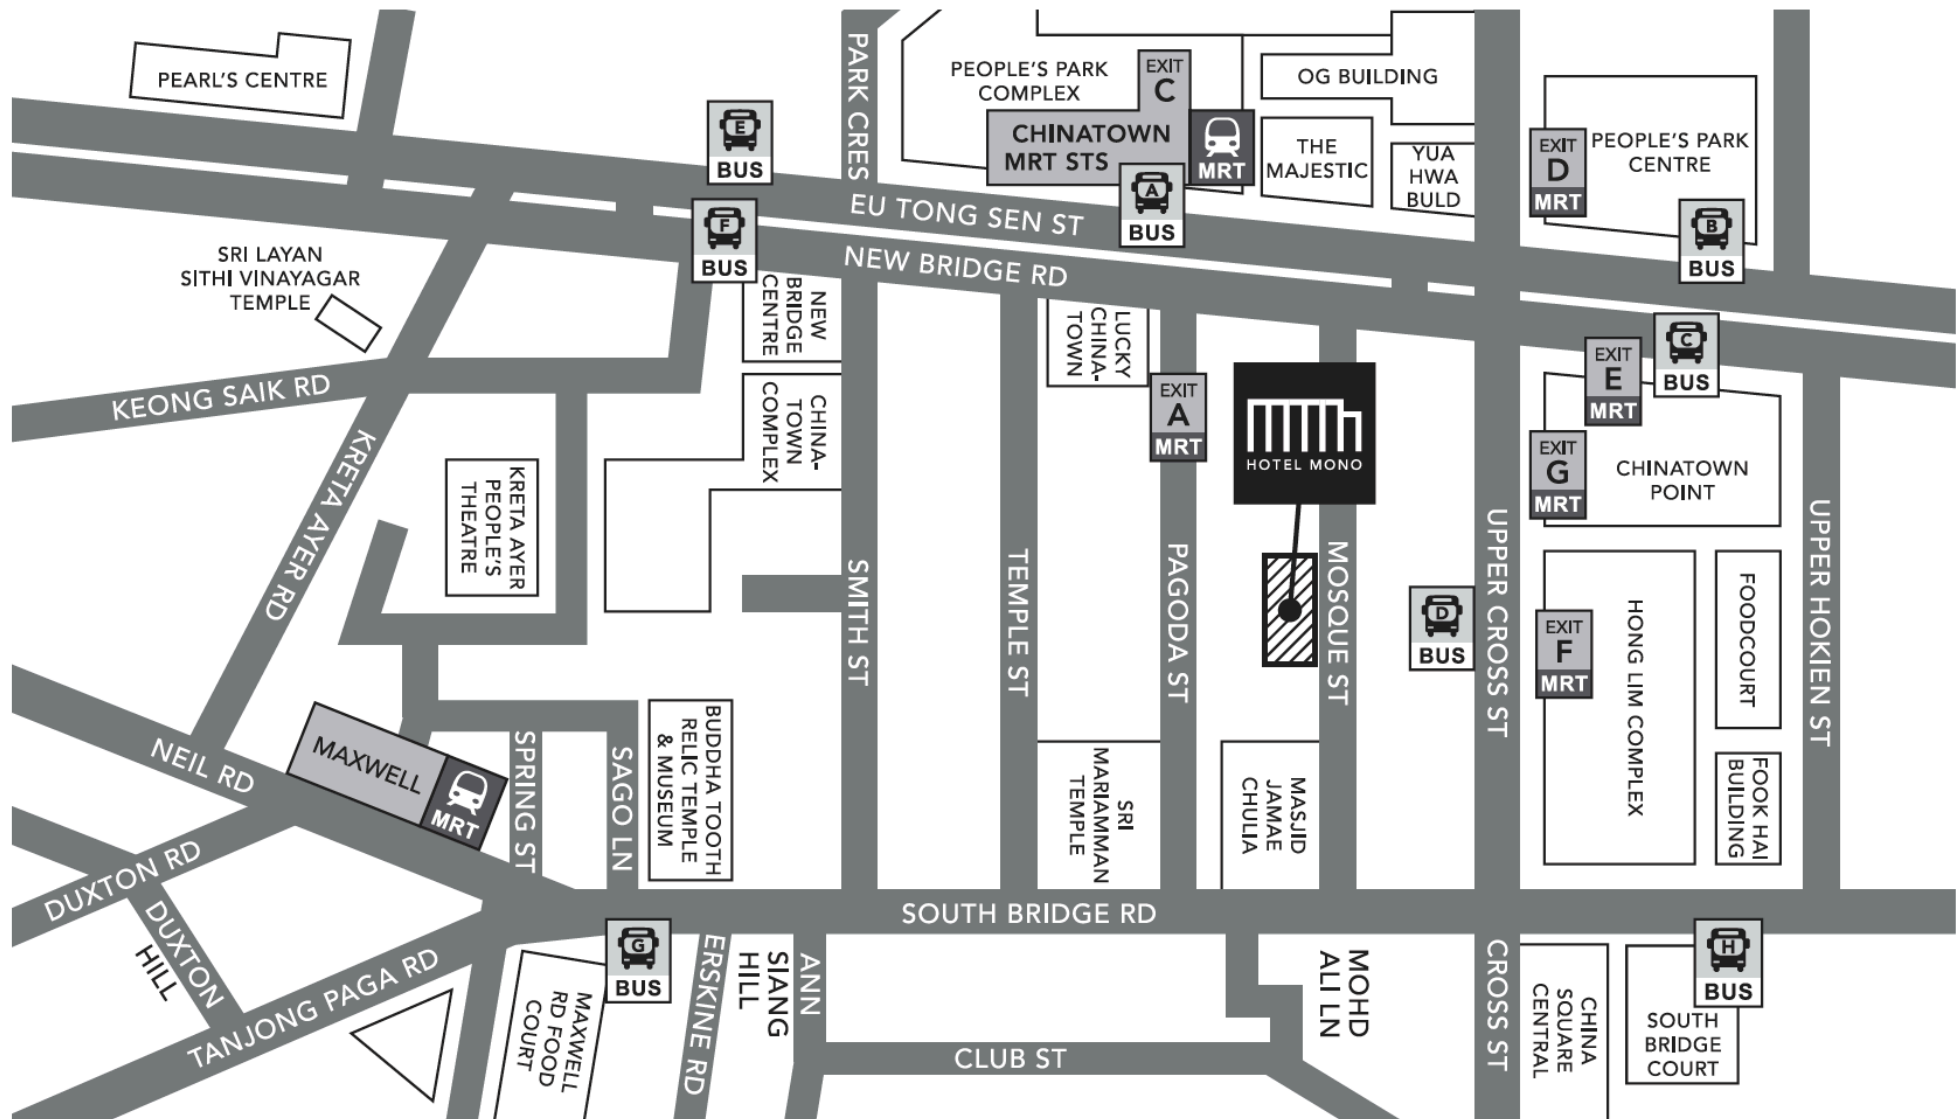 PEARL'S CENTRE
E
BUS
PARK CRES
PEOPLE'S PARK
COMPLEX
EXIT
C
CHINATOWN
MRT STS
MRT
A
BUS
OG BUILDING
THE
MAJESTIC
YUA
HWA
BULD
EXIT
D
MRT
PEOPLE'S PARK
CENTRE
B
BUS
EU TONG SEN ST
NEW BRIDGE RD
F
BUS
SRI LAYAN
SITHI VINAYAGAR
TEMPLE
NEW
BRIDGE
CENTRE
LUCKY
CHINA-
TOWN
C
BUS
EXIT
E
MRT
KEONG SAIK RD
CHINA-
TOWN
COMPLEX
EXIT
A
MRT
HOTEL MONO
EXIT
G
MRT
CHINATOWN
POINT
KRETA AYER RD
KRETA AYER
PEOPLE'S
THEATRE
SMITH ST
TEMPLE ST
PAGODA ST
MOSQUE ST
D
BUS
UPPER CROSS ST
EXIT
F
MRT
HONG LIM COMPLEX
FOODCOURT
UPPER HOKIEN ST
NEIL RD
MAXWELL
MRT
SPRING ST
SAGO LN
BUDDHA TOOTH
RELIC TEMPLE
& MUSEUM
SRI
MARIAMMAN
TEMPLE
MASJID
JAMAE
CHULIA
FOOK HAI
BUILDING
DUXTON RD
SOUTH BRIDGE RD
DUXTON
HILL
TANJONG PAGA RD
G
BUS
MAXWELL
RD FOOD
COURT
ERSKINE RD
ANN
SIANG
HILL
CLUB ST
MOHD
ALI LN
CROSS ST
CHINA
SQUARE
CENTRAL
H
BUS
SOUTH
BRIDGE
COURT